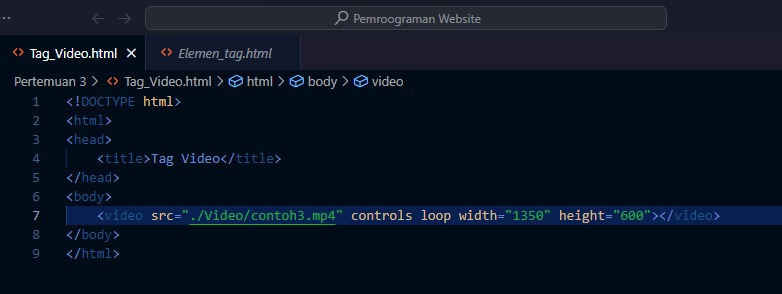 Pemroograman Website
Tag_Video.html Elemen_tag.html
Pertemuan 3 > Tag_Video.html > html > body > video
1 <!DOCTYPE html>
2 <html>
3 <head>
4     <title>Tag Video</title>
5 </head>
6 <body>
7     <video src="./Video/contoh3.mp4" controls loop width="1350" height="600"></video>
8 </body>
9 </html>